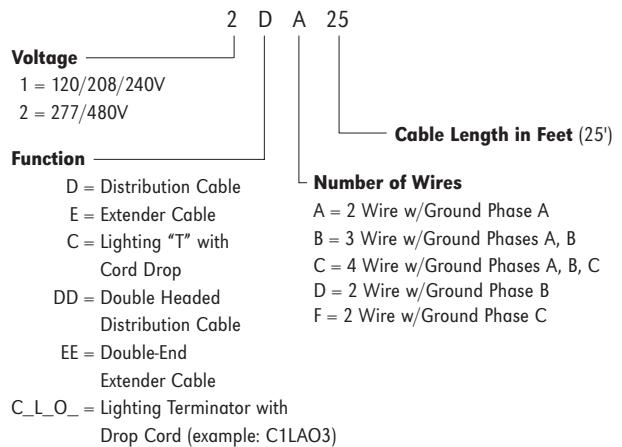 2 D A 25
Voltage
1 = 120/208/240V
2 = 277/480V
Cable Length in Feet (25')
Function
D = Distribution Cable
E = Extender Cable
C = Lighting “T” with
Cord Drop
DD = Double Headed
Distribution Cable
EE = Double-End
Extender Cable
C_L_O_ = Lighting Terminator with
Drop Cord (example: C1LAO3)
Number of Wires
A = 2 Wire w/Ground Phase A
B = 3 Wire w/Ground Phases A, B
C = 4 Wire w/Ground Phases A, B, C
D = 2 Wire w/Ground Phase B
F = 2 Wire w/Ground Phase C